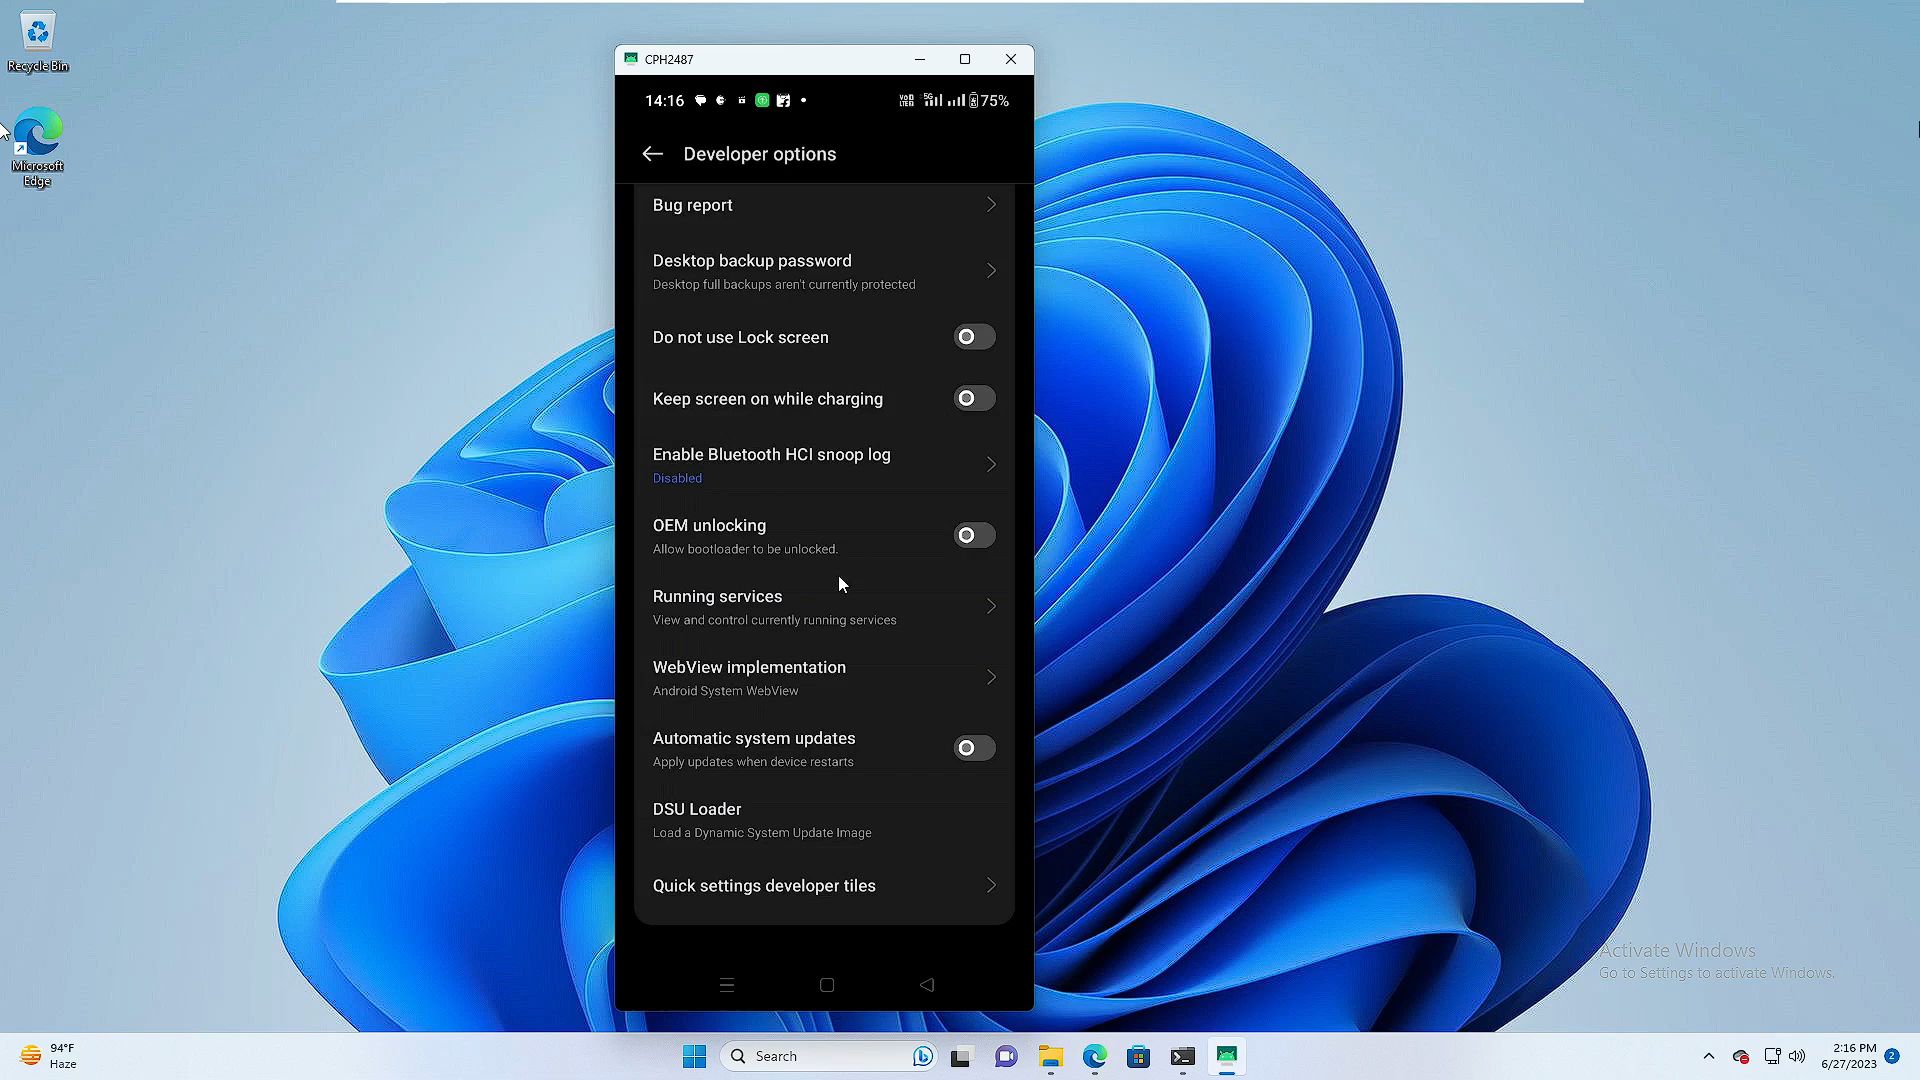 Recycle Bin
Microsoft
Edge
CPH2487
14:16
VoD
LTE
5G
75%
Developer options
Bug report
Desktop backup password
Desktop full backups aren't currently protected
Do not use Lock screen
Keep screen on while charging
Enable Bluetooth HCI snoop log
Disabled
OEM unlocking
Allow bootloader to be unlocked.
Running services
View and control currently running services
WebView implementation
Android System WebView
Automatic system updates
Apply updates when device restarts
DSU Loader
Load a Dynamic System Update Image
Quick settings developer tiles
Activate Windows
Go to Settings to activate Windows.
94°F
Haze
Search
2:16 PM
6/27/2023
2